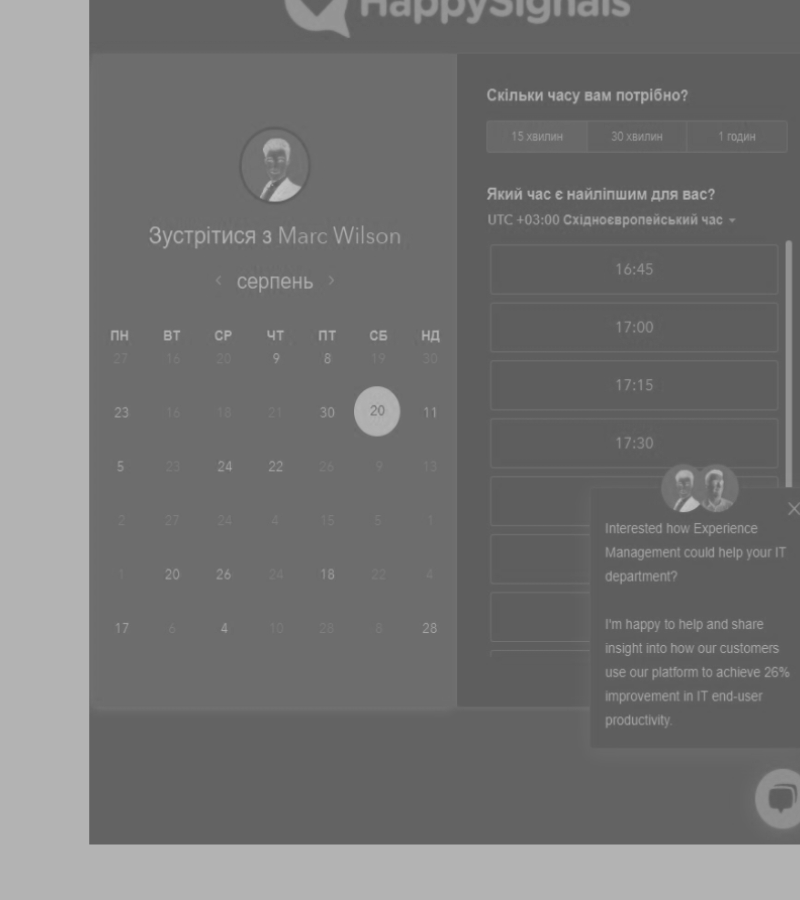 HappySignals
Зустрітися з Marc Wilson
серпень
ПН ВТ СР ЧТ ПТ СБ НД
27 16 20 9 8 19 30
23 16 18 21 30 20 11
5 23 24 22 26 9 13
2 27 24 4 15 5 1
1 20 26 24 18 22 4
17 6 4 10 28 8 28
Скільки часу вам потрібно?
15 хвилин 30 хвилин 1 годин
Який час є найліпшим для вас?
UTC +03:00 Східноєвропейський час
16:45
17:00
17:15
17:30
Interested how Experience
Management could help your IT
department?
I'm happy to help and share
insight into how our customers
use our platform to achieve 26%
improvement in IT end-user
productivity.